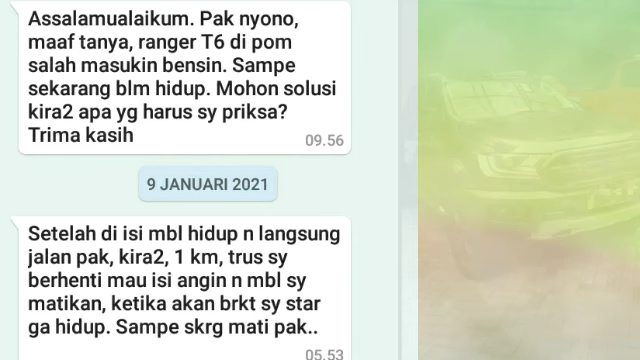 Assalamualaikum. Pak nyono,
maaf tanya, ranger T6 di pom
salah masukin bensin. Sampe
sekarang blm hidup. Mohon solusi
kira2 apa yg harus sy priksa?
Trima kasih
09.56
9 JANUARI 2021
Setelah di isi mbl hidup n langsung
jalan pak, kira2, 1 km, trus sy
berhenti mau isi angin n mbl sy
matikan, ketika akan brkt sy star
ga hidup. Sampe skrg mati pak..
05.53